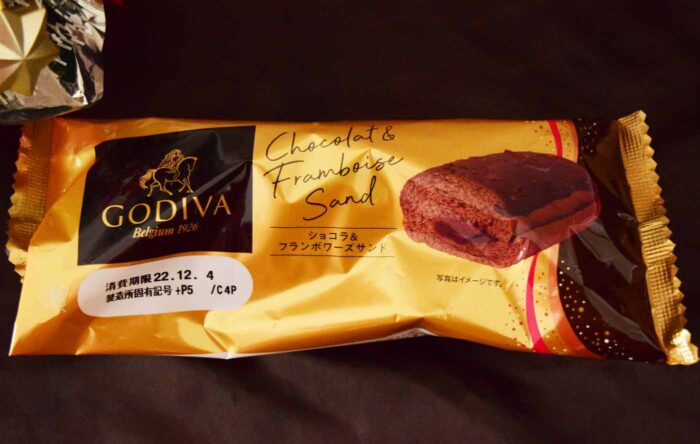 GODIVA
Belgium 1926
Chocolat &
Framboise
Sand
ショコラ&
フランボワーズサンド
写真はイメージです。
消費期限 22.12. 4
製造所固有記号 +P5 /C4P